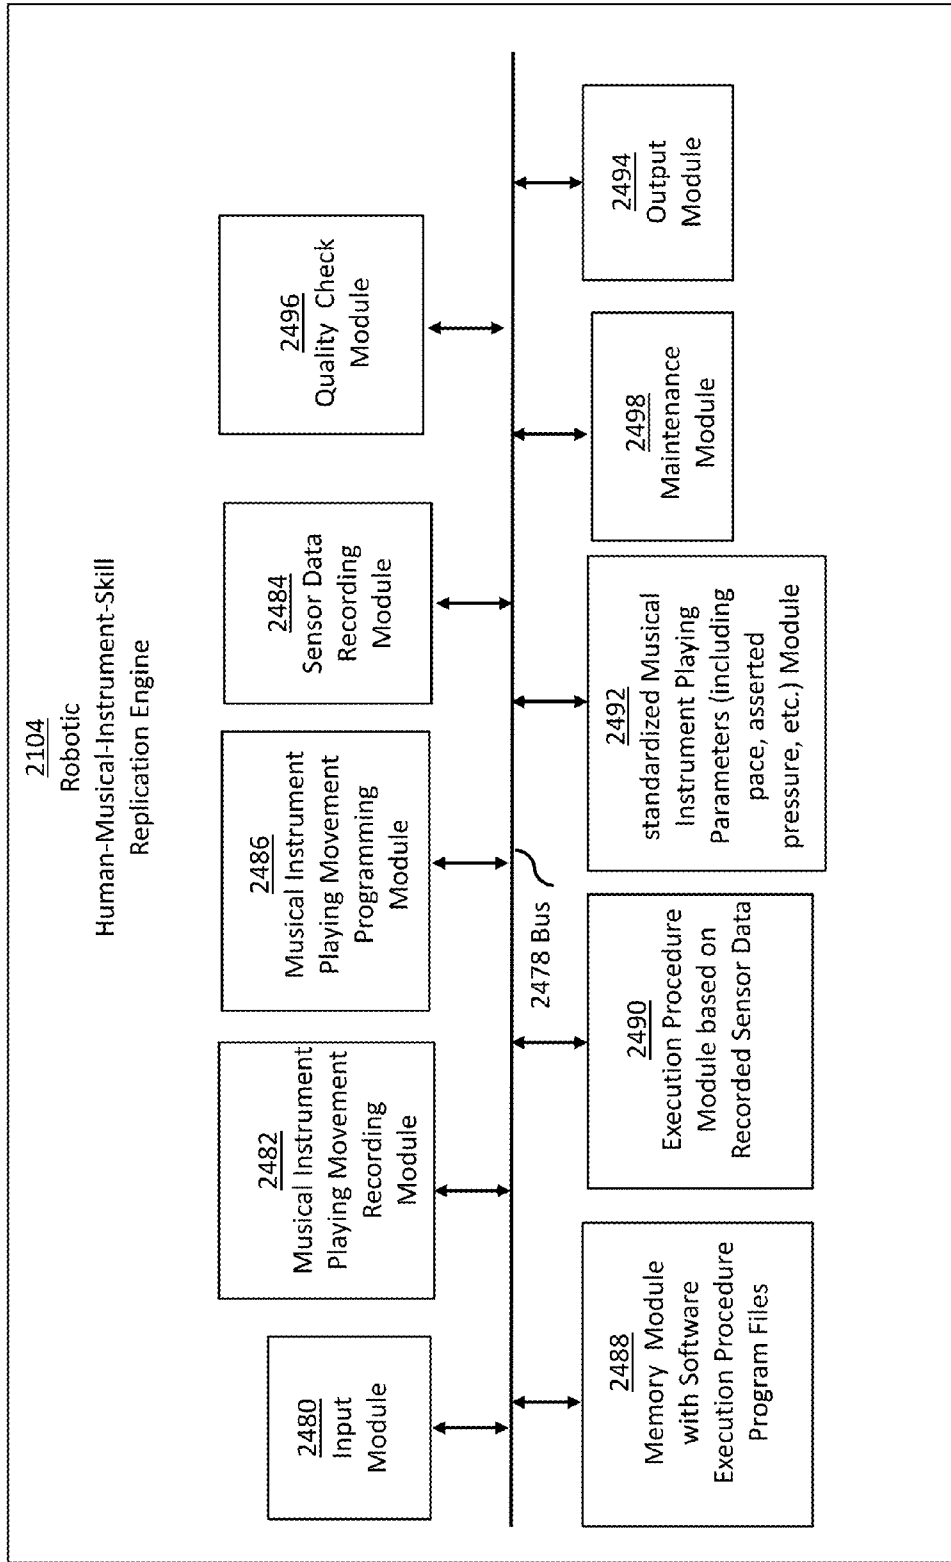 2104
Robotic
Human-Musical-Instrument-Skill
Replication Engine
2480
Input
Module
2482
Musical Instrument
Playing Movement
Recording
Module
2486
Musical Instrument
Playing Movement
Programming
Module
2484
Sensor Data
Recording
Module
2496
Quality Check
Module
2478 Bus
2488
Memory Module
with Software
Execution Procedure
Program Files
2490
Execution Procedure
Module based on
Recorded Sensor Data
2492
standardized Musical
Instrument Playing
Parameters (including
pace, asserted
pressure, etc.) Module
2498
Maintenance
Module
2494
Output
Module